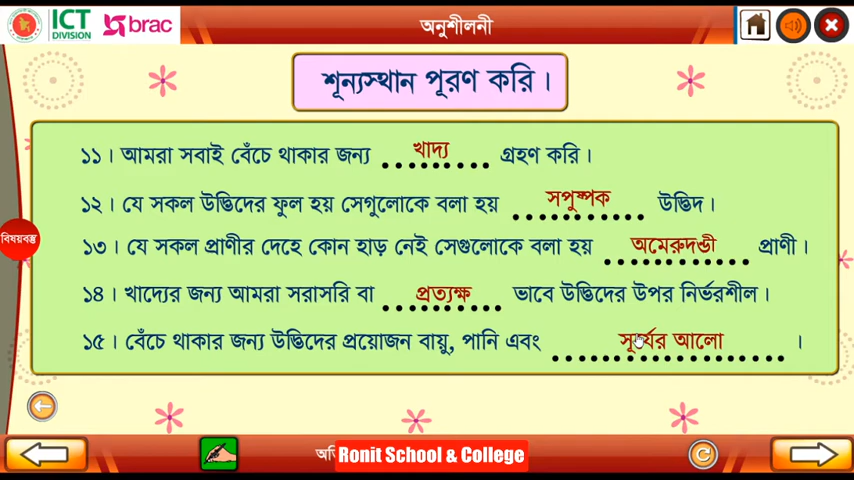 ICT
DIVISION
brac
অনুশীলনী
শূন্যস্থান পূরণ করি।
১১। আমরা সবাই বেঁচে থাকার জন্য খাদ্য গ্রহণ করি।
১২। যে সকল উদ্ভিদের ফুল হয় সেগুলোকে বলা হয় সপুষ্পক উদ্ভিদ।
১৩। যে সকল প্রাণীর দেহে কোন হাড় নেই সেগুলোকে বলা হয় অমেরুদণ্ডী প্রাণী।
বিষয়বস্তু
১৪। খাদ্যের জন্য আমরা সরাসরি বা প্রত্যক্ষ ভাবে উদ্ভিদের উপর নির্ভরশীল।
১৫। বেঁচে থাকার জন্য উদ্ভিদের প্রয়োজন বায়ু, পানি এবং সূর্যের আলো।
Ronit School & College